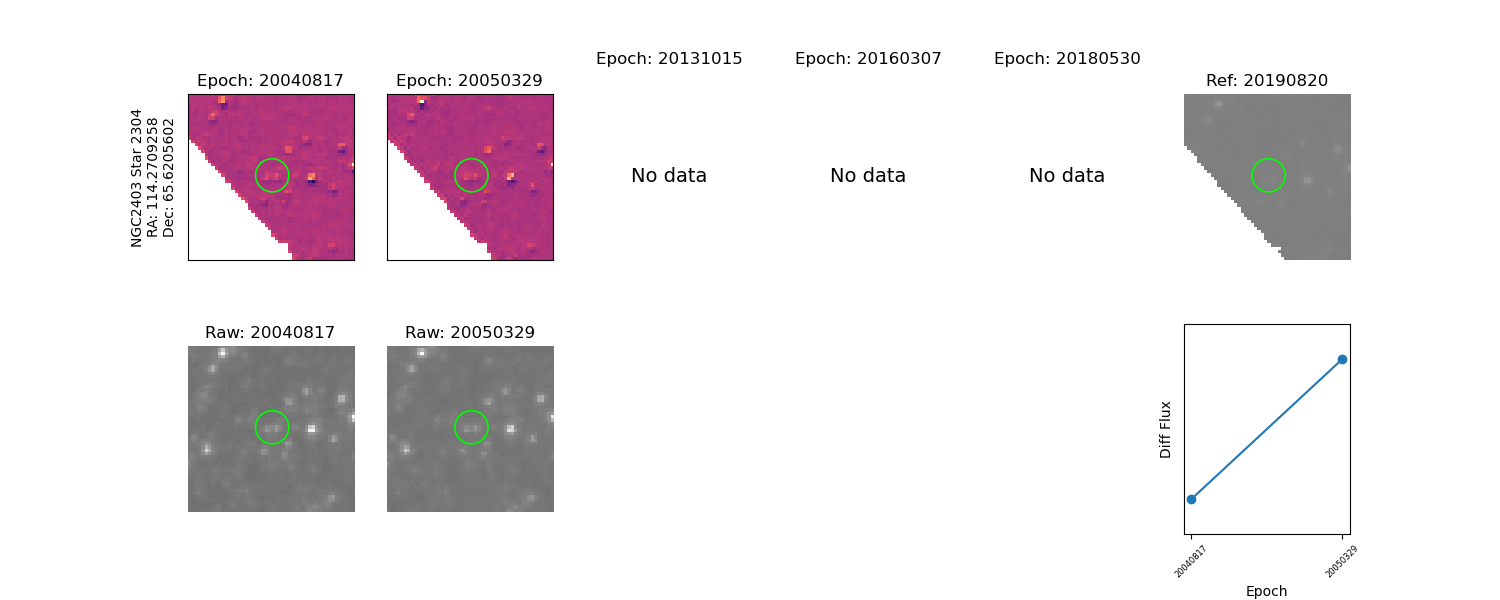 Epoch: 20040817
Epoch: 20050329
Epoch: 20131015
Epoch: 20160307
Epoch: 20180530
Ref: 20190820
NGC2403 Star 2304
RA: 114.2709258
Dec: 65.6205602
No data
No data
No data
Raw: 20040817
Raw: 20050329
Diff Flux
20040817
20050329
Epoch